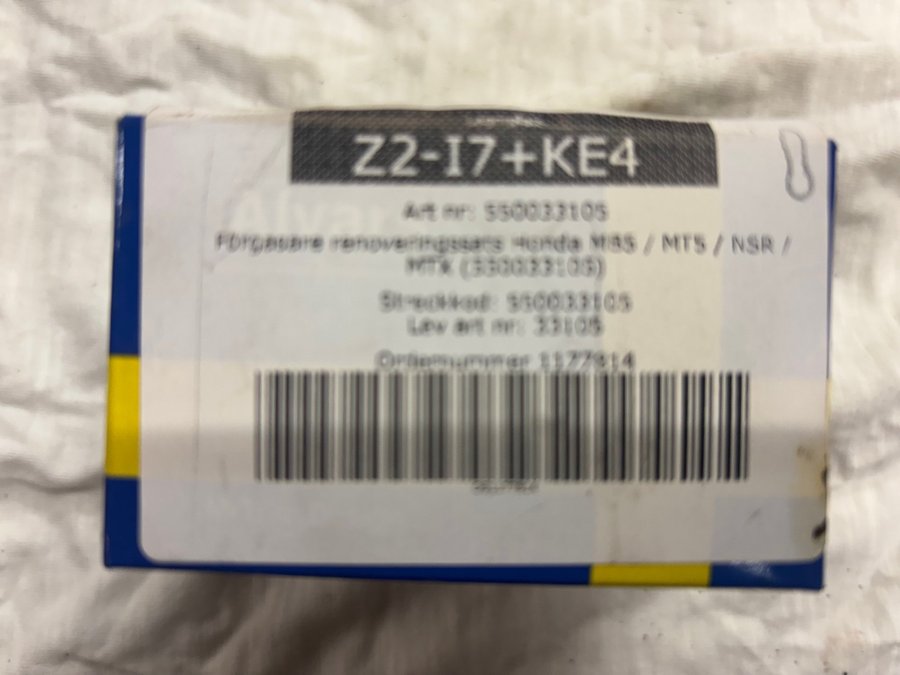 Z2-I7+KE4
Art nr: 550033105
Förgasare renoveringssats Honda MB5 / MT5 / NSR /
MTX (550033105)
Streckkod: 550033105
Lev art nr: 33105
Ordernummer 1177914